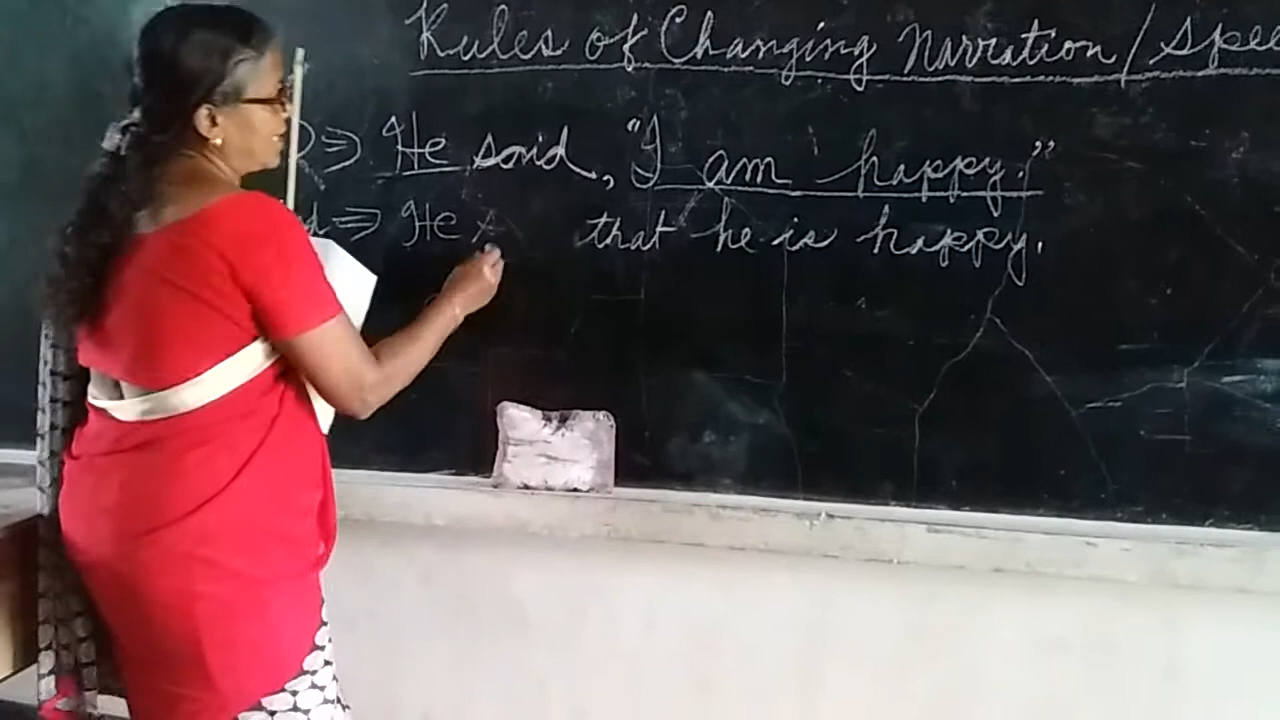 Rules of Changing Narration / Spee
⇒ He said, "I am happy."
⇒ He that he is happy.